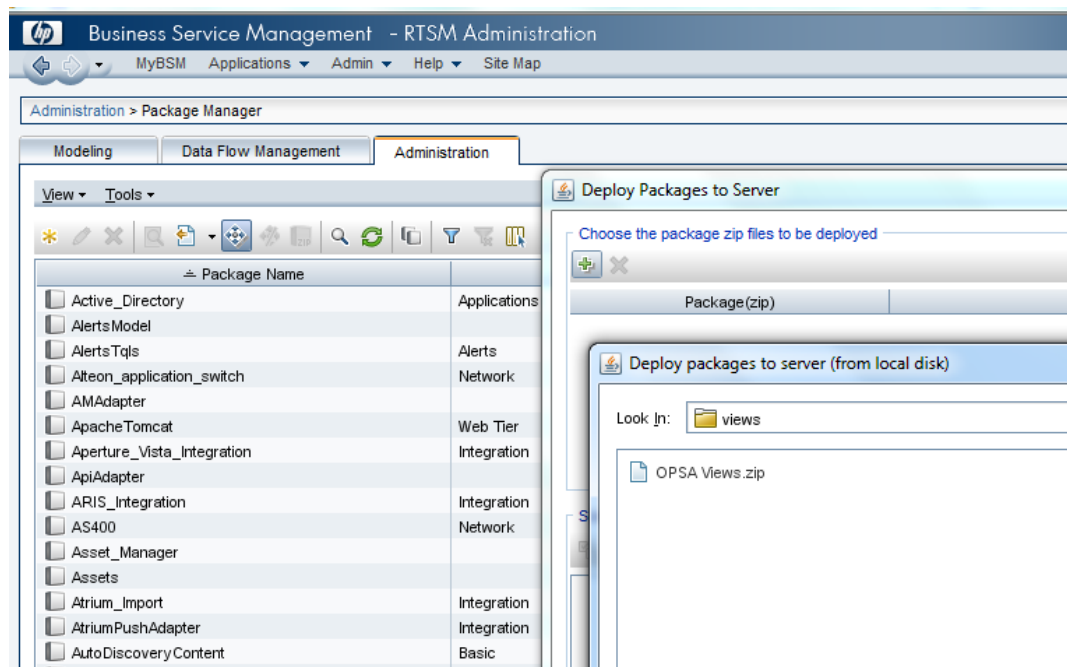 hp Business Service Management - RTSM Administration
MyBSM Applications Admin Help Site Map
Administration > Package Manager
Modeling Data Flow Management Administration
View Tools
Package Name
Active_Directory Applications
AlertsModel
AlertsTqls Alerts
Alteon_application_switch Network
AMAdapter
ApacheTomcat Web Tier
Aperture_Vista_Integration Integration
ApiAdapter
ARIS_Integration Integration
AS400 Network
Asset_Manager
Assets
Atrium_Import Integration
AtriumPushAdapter Integration
AutoDiscoveryContent Basic
Deploy Packages to Server
Choose the package zip files to be deployed
Package(zip)
Deploy packages to server (from local disk)
Look In: views
OPSA Views.zip
S